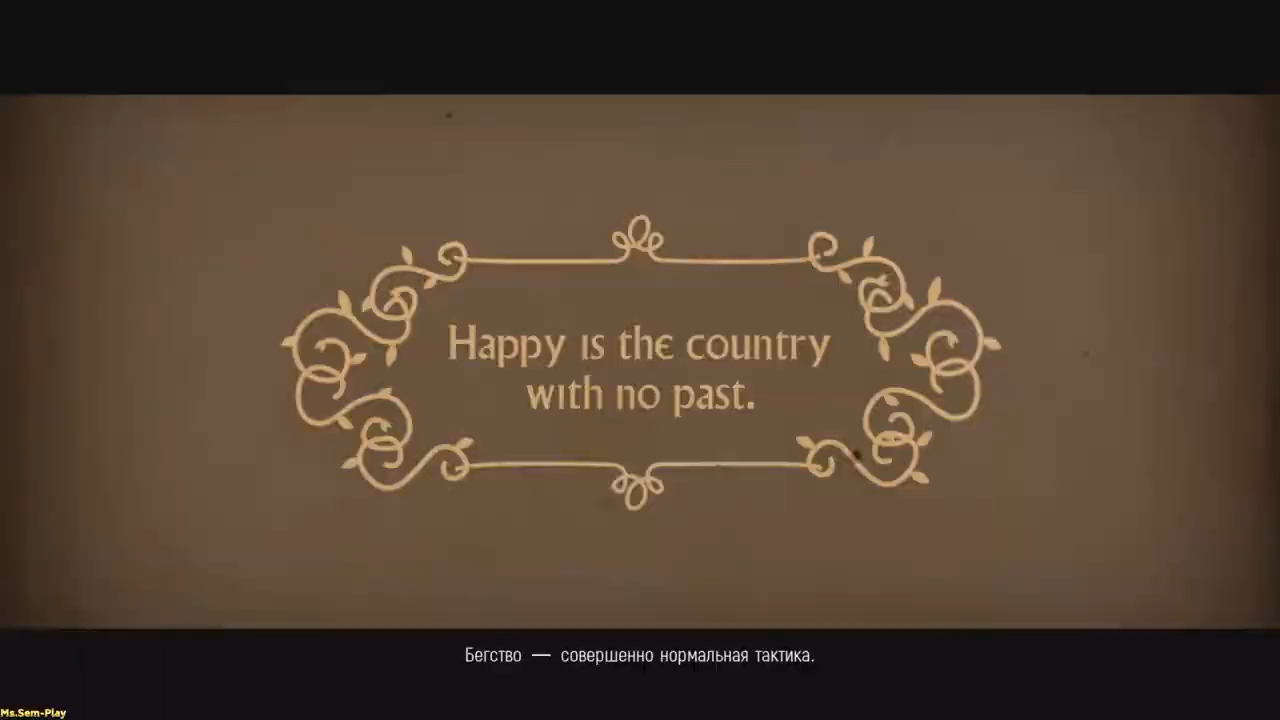 Happy is the country
with no past.
Бегство — совершенно нормальная тактика.
Ms.Sem-Play